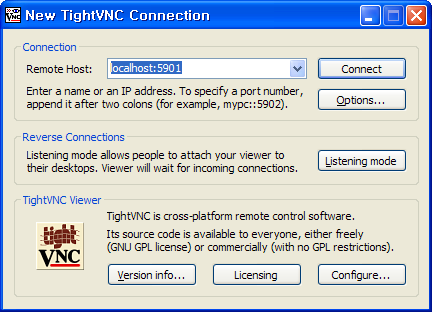 New TightVNC Connection
Connection
Remote Host: localhost:5901
Connect
Enter a name or an IP address. To specify a port number,
append it after two colons (for example, mypc::5902).
Options...
Reverse Connections
Listening mode allows people to attach your viewer to
their desktops. Viewer will wait for incoming connections.
Listening mode
TightVNC Viewer
tight
VNC
TightVNC is cross-platform remote control software.
Its source code is available to everyone, either freely
(GNU GPL license) or commercially (with no GPL restrictions).
Version info...
Licensing
Configure...